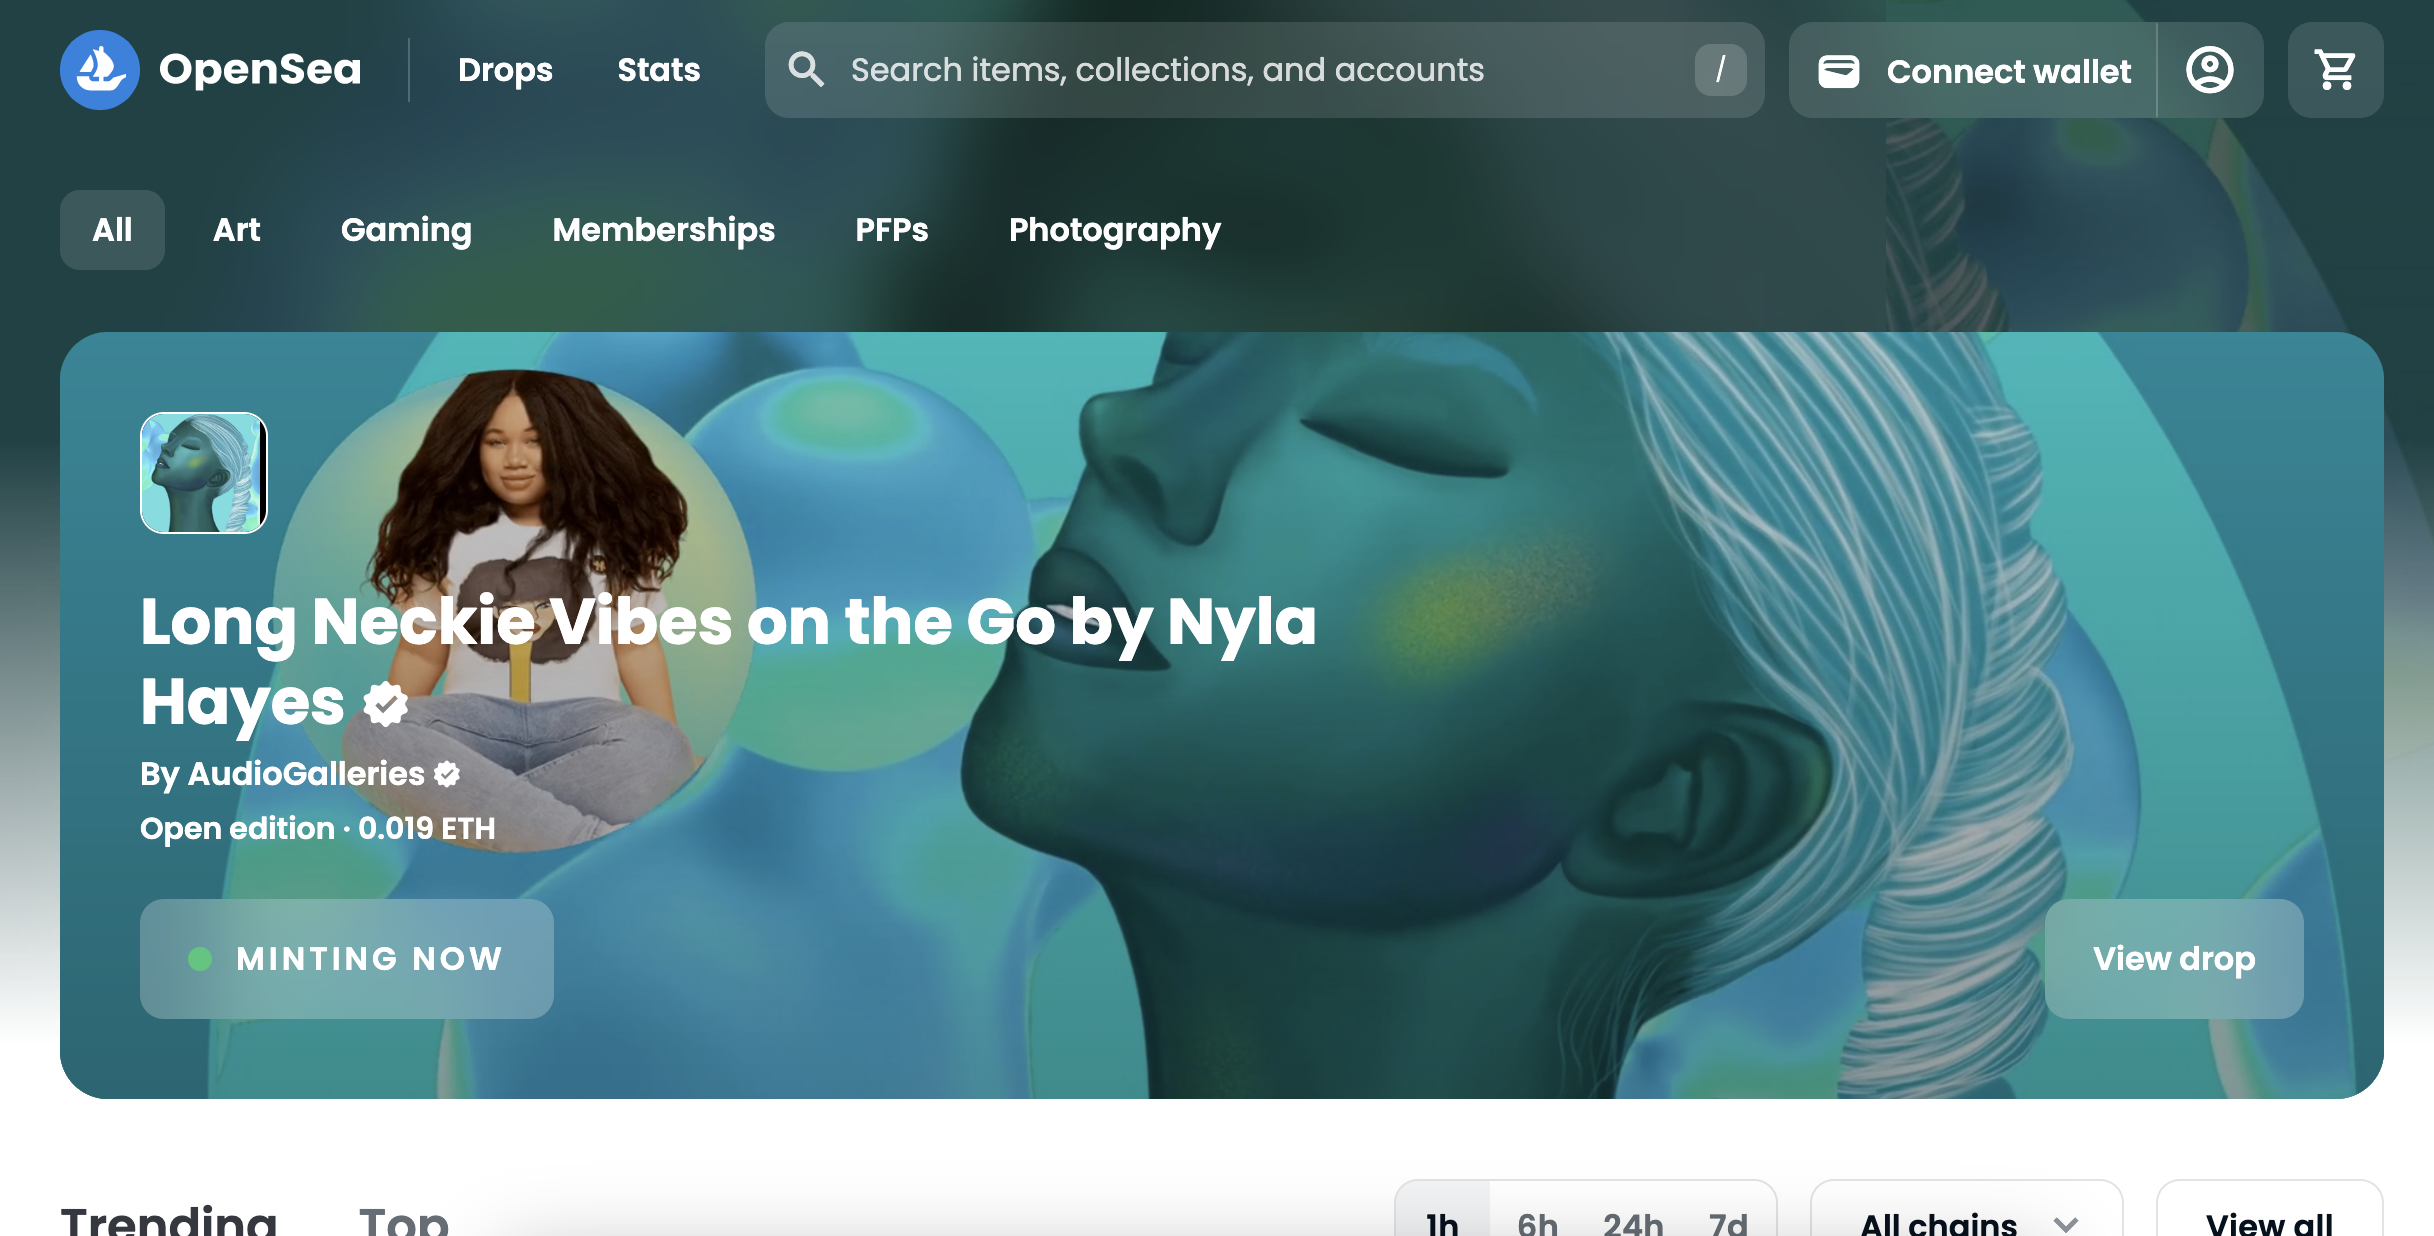 OpenSea
Drops
Stats
Search items, collections, and accounts
/
Connect wallet
All
Art
Gaming
Memberships
PFPs
Photography
Long Neckie Vibes on the Go by Nyla
Hayes
By AudioGalleries
Open edition · 0.019 ETH
MINTING NOW
View drop
Trending
Top
1h
6h
24h
7d
All chains
View all